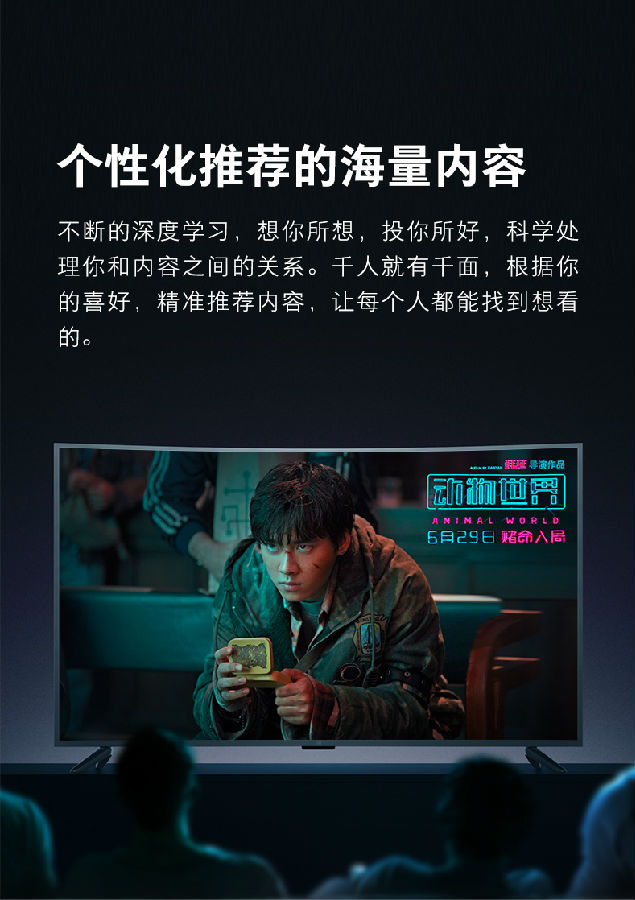 个性化推荐的海量内容
不断的深度学习，想你所想，投你所好，科学处
理你和内容之间的关系。千人就有千面，根据你
的喜好，精准推荐内容，让每个人都能找到想看
的。
导演作品
动物世界
ANIMAL WORLD
6月29日 赌命入局